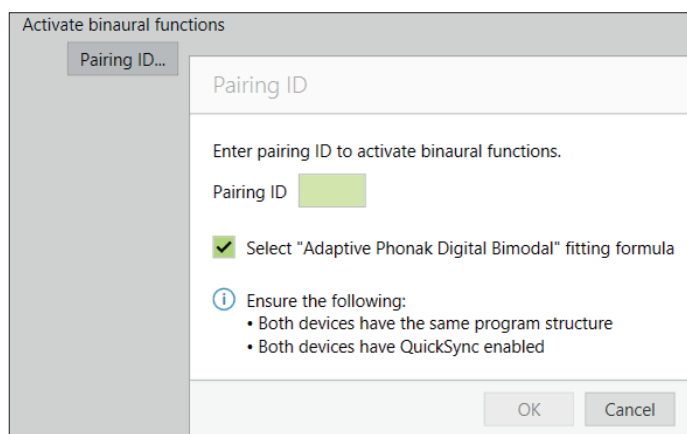 Activate binaural functions
Pairing ID...
Pairing ID
Enter pairing ID to activate binaural functions.
Pairing ID
Select "Adaptive Phonak Digital Bimodal" fitting formula
Ensure the following:
• Both devices have the same program structure
• Both devices have QuickSync enabled
OK Cancel